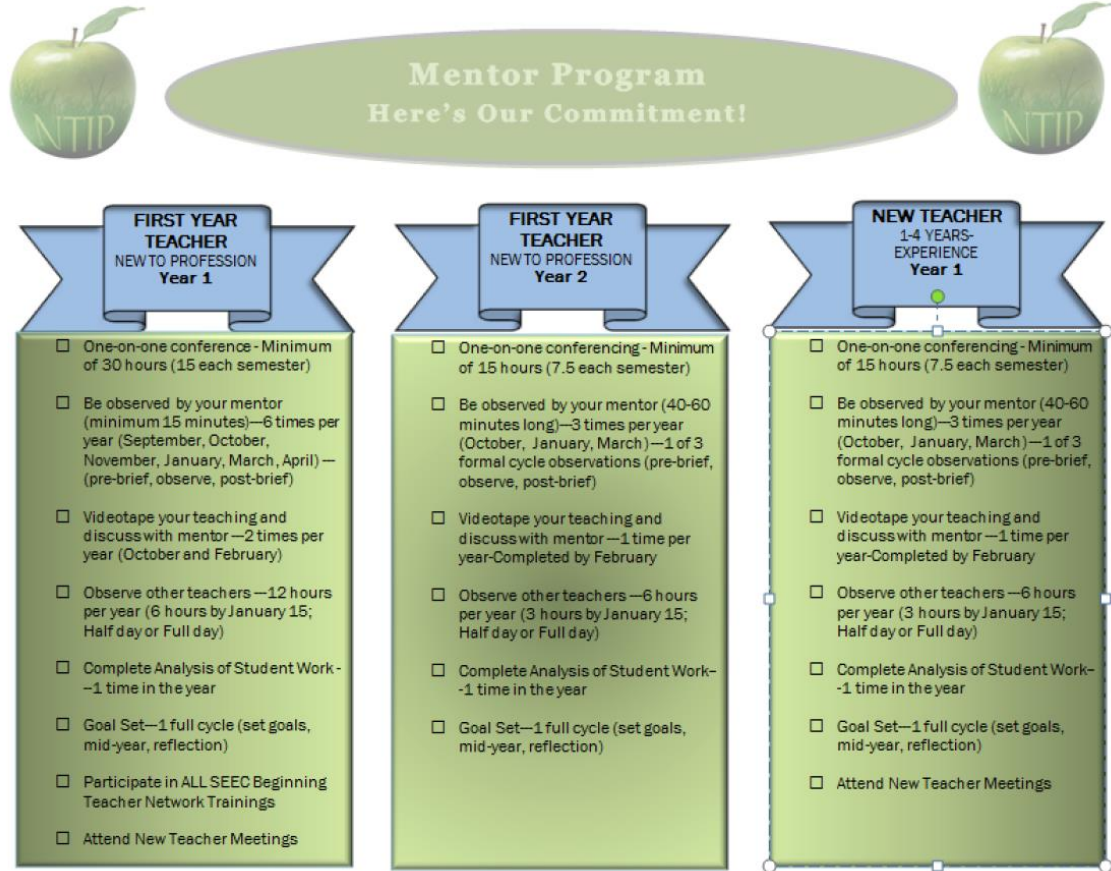 NTIP
Mentor Program
Here's Our Commitment!
NTIP
FIRST YEAR
TEACHER
NEW TO PROFESSION
Year 1
☐ One-on-one conference - Minimum
of 30 hours (15 each semester)
☐ Be observed by your mentor
(minimum 15 minutes)—6 times per
year (September, October,
November, January, March, April) —
(pre-brief, observe, post-brief)
☐ Videotape your teaching and
discuss with mentor —2 times per
year (October and February)
☐ Observe other teachers —12 hours
per year (6 hours by January 15;
Half day or Full day)
☐ Complete Analysis of Student Work -
–1 time in the year
☐ Goal Set—1 full cycle (set goals,
mid-year, reflection)
☐ Participate in ALL SEEC Beginning
Teacher Network Trainings
☐ Attend New Teacher Meetings
FIRST YEAR
TEACHER
NEW TO PROFESSION
Year 2
☐ One-on-one conferencing - Minimum
of 15 hours (7.5 each semester)
☐ Be observed by your mentor (40-60
minutes long)—3 times per year
(October, January, March) —1 of 3
formal cycle observations (pre-brief,
observe, post-brief)
☐ Videotape your teaching and
discuss with mentor —1 time per
year-Completed by February
☐ Observe other teachers —6 hours
per year (3 hours by January 15;
Half day or Full day)
☐ Complete Analysis of Student Work–
-1 time in the year
☐ Goal Set—1 full cycle (set goals,
mid-year, reflection)
NEW TEACHER
1-4 YEARS-
EXPERIENCE
Year 1
☐ One-on-one conferencing - Minimum
of 15 hours (7.5 each semester)
☐ Be observed by your mentor (40-60
minutes long)—3 times per year
(October, January, March) —1 of 3
formal cycle observations (pre-brief,
observe, post-brief)
☐ Videotape your teaching and
discuss with mentor —1 time per
year-Completed by February
☐ Observe other teachers —6 hours
per year (3 hours by January 15;
Half day or Full day)
☐ Complete Analysis of Student Work–
-1 time in the year
☐ Goal Set—1 full cycle (set goals,
mid-year, reflection)
☐ Attend New Teacher Meetings